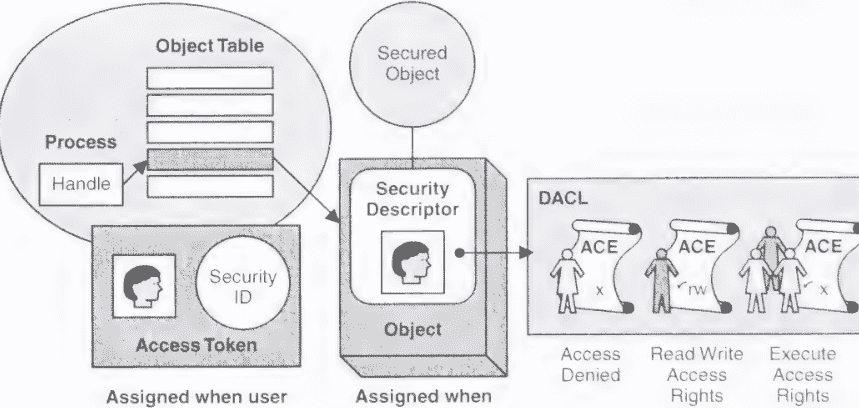 Object Table
Secured
Object
Process
Handle
Security
Descriptor
DACL
ACE
ACE
ACE
x
rw
x
Security
ID
Object
Access Token
Access
Denied
Read Write
Access
Rights
Execute
Access
Rights
Assigned when user
Assigned when